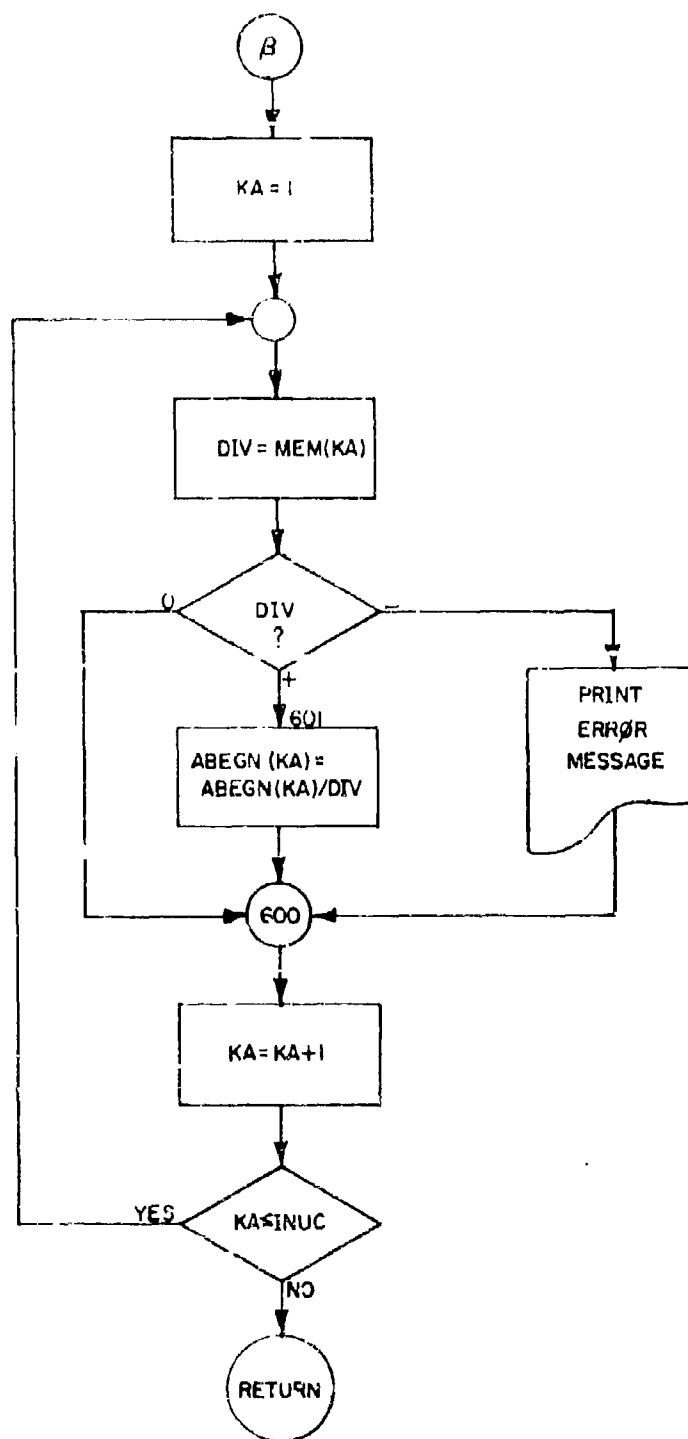 β
KA = 1
DIV = MEM(KA)
0
DIV
?
-
+
601
PRINT
ERRØR
MESSAGE
ABEGN (KA) =
ABEGN(KA)/DIV
600
KA = KA+1
YES
KA≤INUC
NO
RETURN